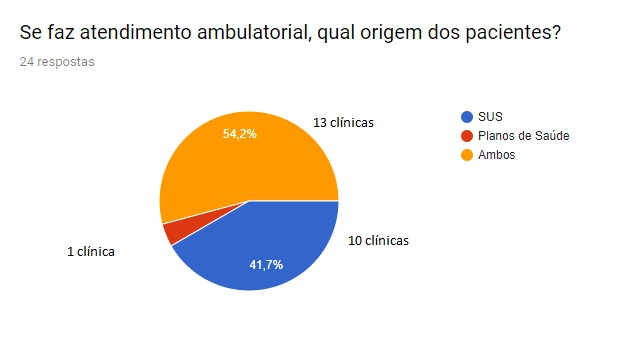 Se faz atendimento ambulatorial, qual origem dos pacientes?
24 respostas
13 clínicas
54,2%
SUS
Planos de Saúde
Ambos
1 clínica
10 clínicas
41,7%